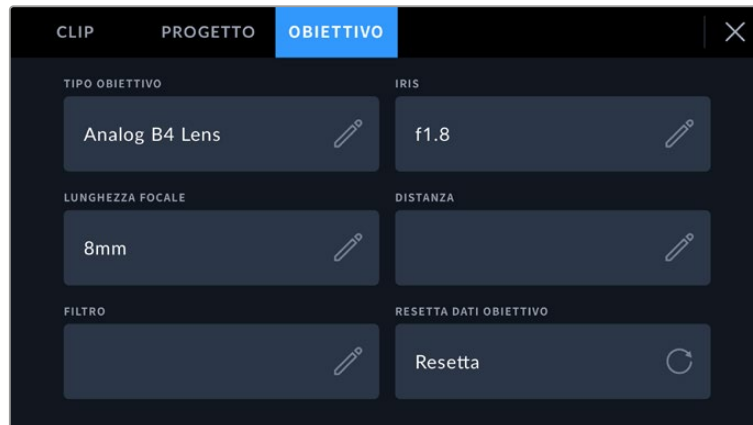 CLIP PROGETTO OBIETTIVO
TIPO OBIETTIVO IRIS
Analog B4 Lens f1.8
LUNGHEZZA FOCALE DISTANZA
8mm
FILTRO RESETTA DATI OBIETTIVO
Resetta